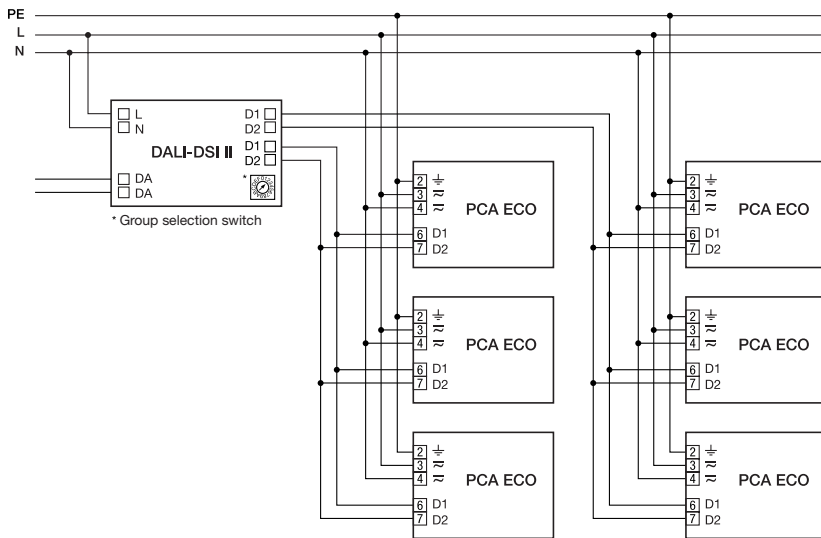 PE
L
N
L
N
DALI-DSI II
D1
D2
D1
D2
DA
DA
*
* Group selection switch
2
3
4
PCA ECO
6 D1
7 D2
2
3
4
PCA ECO
6 D1
7 D2
2
3
4
PCA ECO
6 D1
7 D2
2
3
4
PCA ECO
6 D1
7 D2
2
3
4
PCA ECO
6 D1
7 D2
2
3
4
PCA ECO
6 D1
7 D2